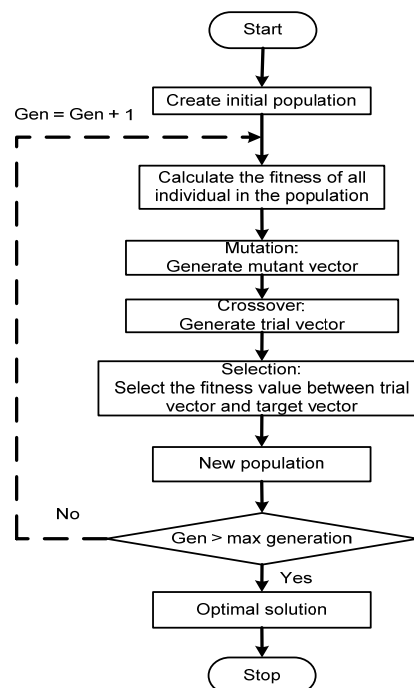 Start
Create initial population
Gen = Gen + 1
Calculate the fitness of all
individual in the population
Mutation:
Generate mutant vector
Crossover:
Generate trial vector
Selection:
Select the fitness value between trial
vector and target vector
New population
No
Gen > max generation
Yes
Optimal solution
Stop